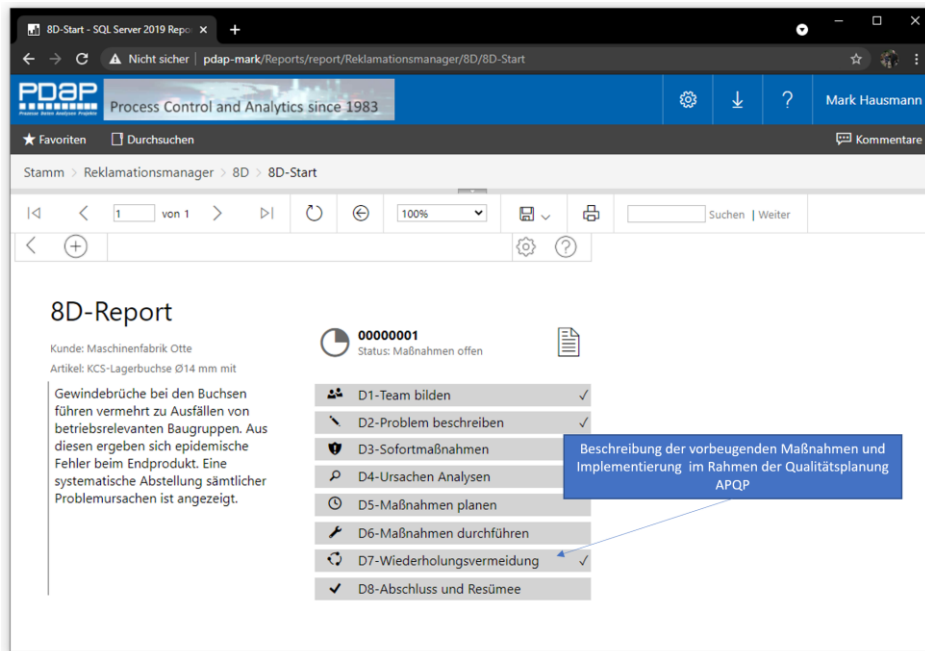 8D-Start - SQL Server 2019 Repo
Nicht sicher | pdap-mark/Reports/report/Reklamationsmanager/8D/8D-Start
PDAP
Prozess Daten Analysen Projekte
Process Control and Analytics since 1983
Mark Hausmann
Favoriten Durchsuchen Kommentare
Stamm > Reklamationsmanager > 8D > 8D-Start
1 von 1 100% Suchen | Weiter
8D-Report
Kunde: Maschinenfabrik Otte
Artikel: KCS-Lagerbuchse Ø14 mm mit
Gewindebrüche bei den Buchsen
führen vermehrt zu Ausfällen von
betriebsrelevanten Baugruppen. Aus
diesen ergeben sich epidemische
Fehler beim Endprodukt. Eine
systematische Abstellung sämtlicher
Problemursachen ist angezeigt.
00000001
Status: Maßnahmen offen
D1-Team bilden
D2-Problem beschreiben
D3-Sofortmaßnahmen
D4-Ursachen Analysen
D5-Maßnahmen planen
D6-Maßnahmen durchführen
D7-Wiederholungsvermeidung
D8-Abschluss und Resümee
Beschreibung der vorbeugenden Maßnahmen und
Implementierung im Rahmen der Qualitätsplanung
APQP